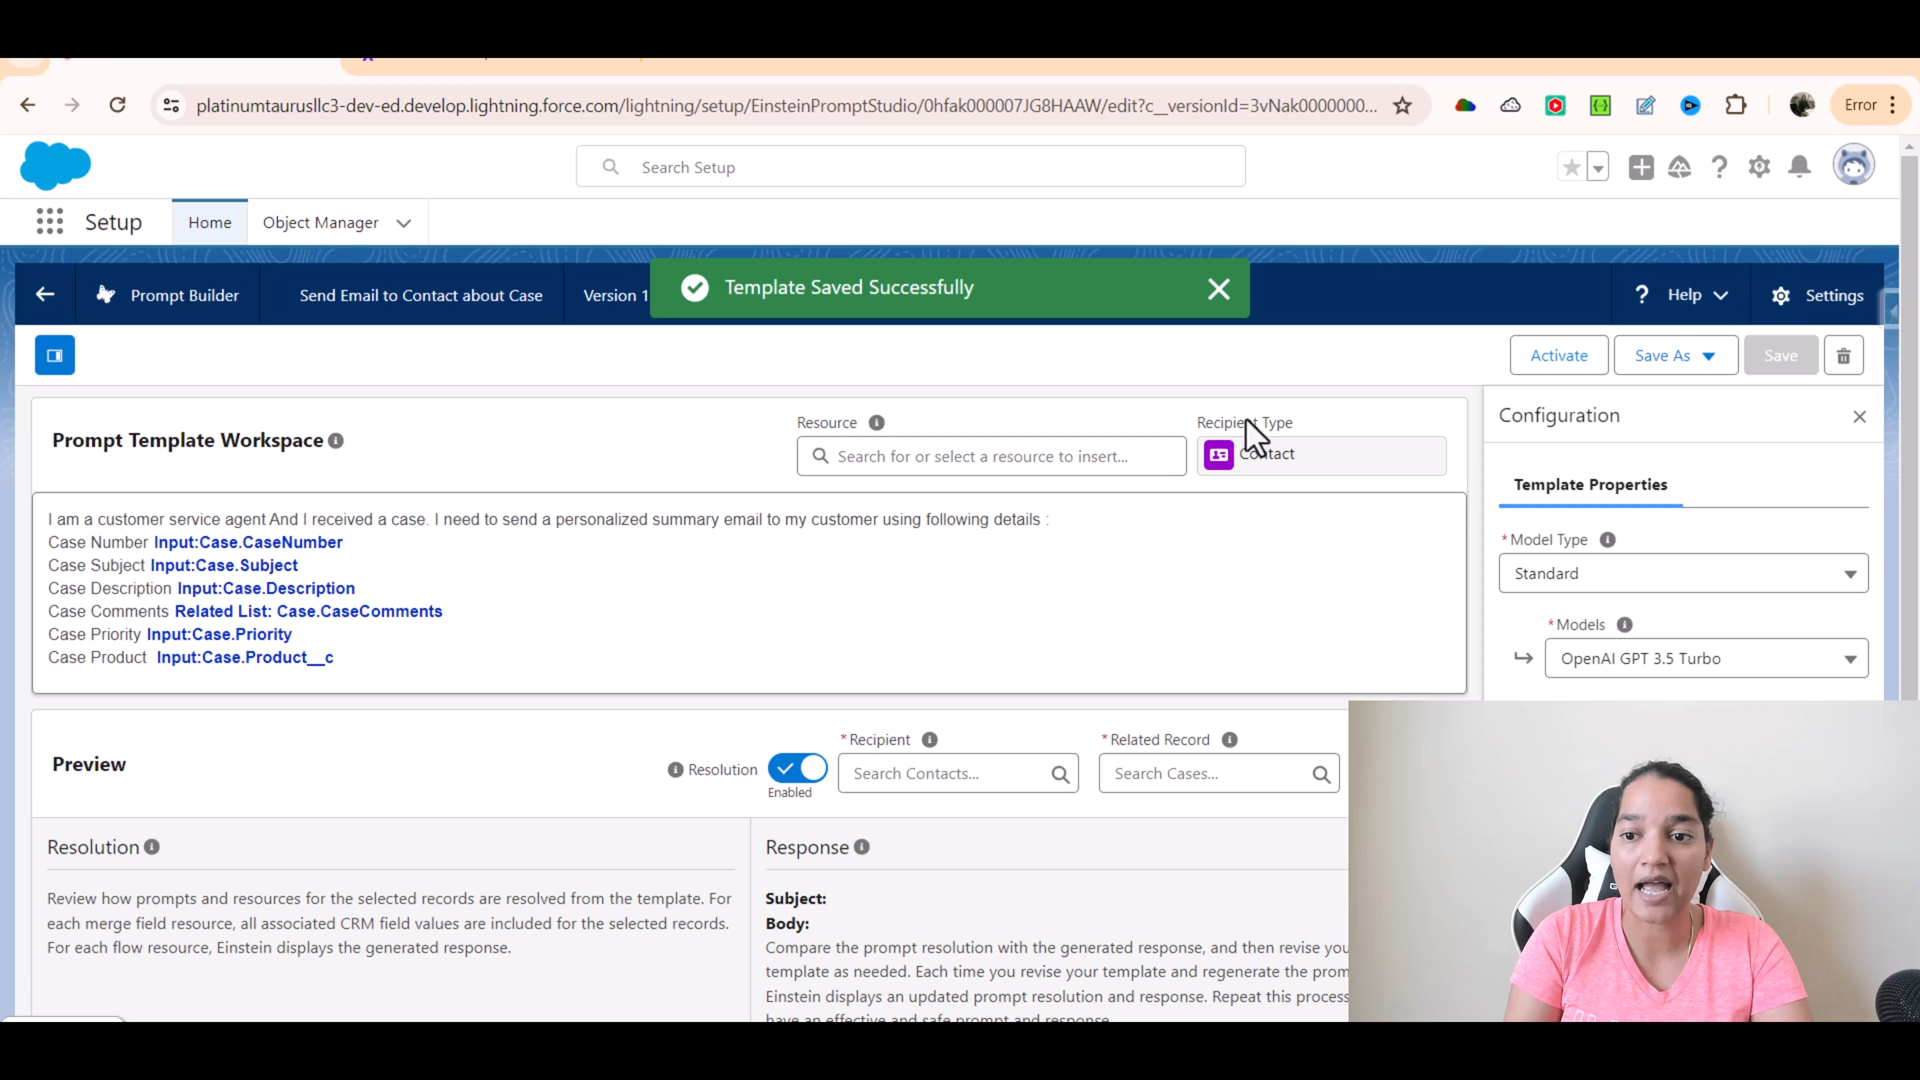 platinumtaurusllc3-dev-ed.develop.lightning.force.com/lightning/setup/EinsteinPromptStudio/0hfak000007JG8HAAW/edit?c__versionId=3vNak0000000...
Error
Search Setup
Setup
Home
Object Manager
Prompt Builder
Send Email to Contact about Case
Version 1
Template Saved Successfully
Help
Settings
Activate
Save As
Save
Prompt Template Workspace
Resource
Search for or select a resource to insert...
Recipient Type
Contact
Configuration
Template Properties
I am a customer service agent And I received a case. I need to send a personalized summary email to my customer using following details :
Case Number Input:Case.CaseNumber
Case Subject Input:Case.Subject
Case Description Input:Case.Description
Case Comments Related List: Case.CaseComments
Case Priority Input:Case.Priority
Case Product Input:Case.Product__c
* Model Type
Standard
* Models
OpenAI GPT 3.5 Turbo
Preview
Resolution
Enabled
* Recipient
Search Contacts...
* Related Record
Search Cases...
Resolution
Review how prompts and resources for the selected records are resolved from the template. For
each merge field resource, all associated CRM field values are included for the selected records.
For each flow resource, Einstein displays the generated response.
Response
Subject:
Body:
Compare the prompt resolution with the generated response, and then revise you
template as needed. Each time you revise your template and regenerate the prom
Einstein displays an updated prompt resolution and response. Repeat this process
have an effective and safe prompt and response.